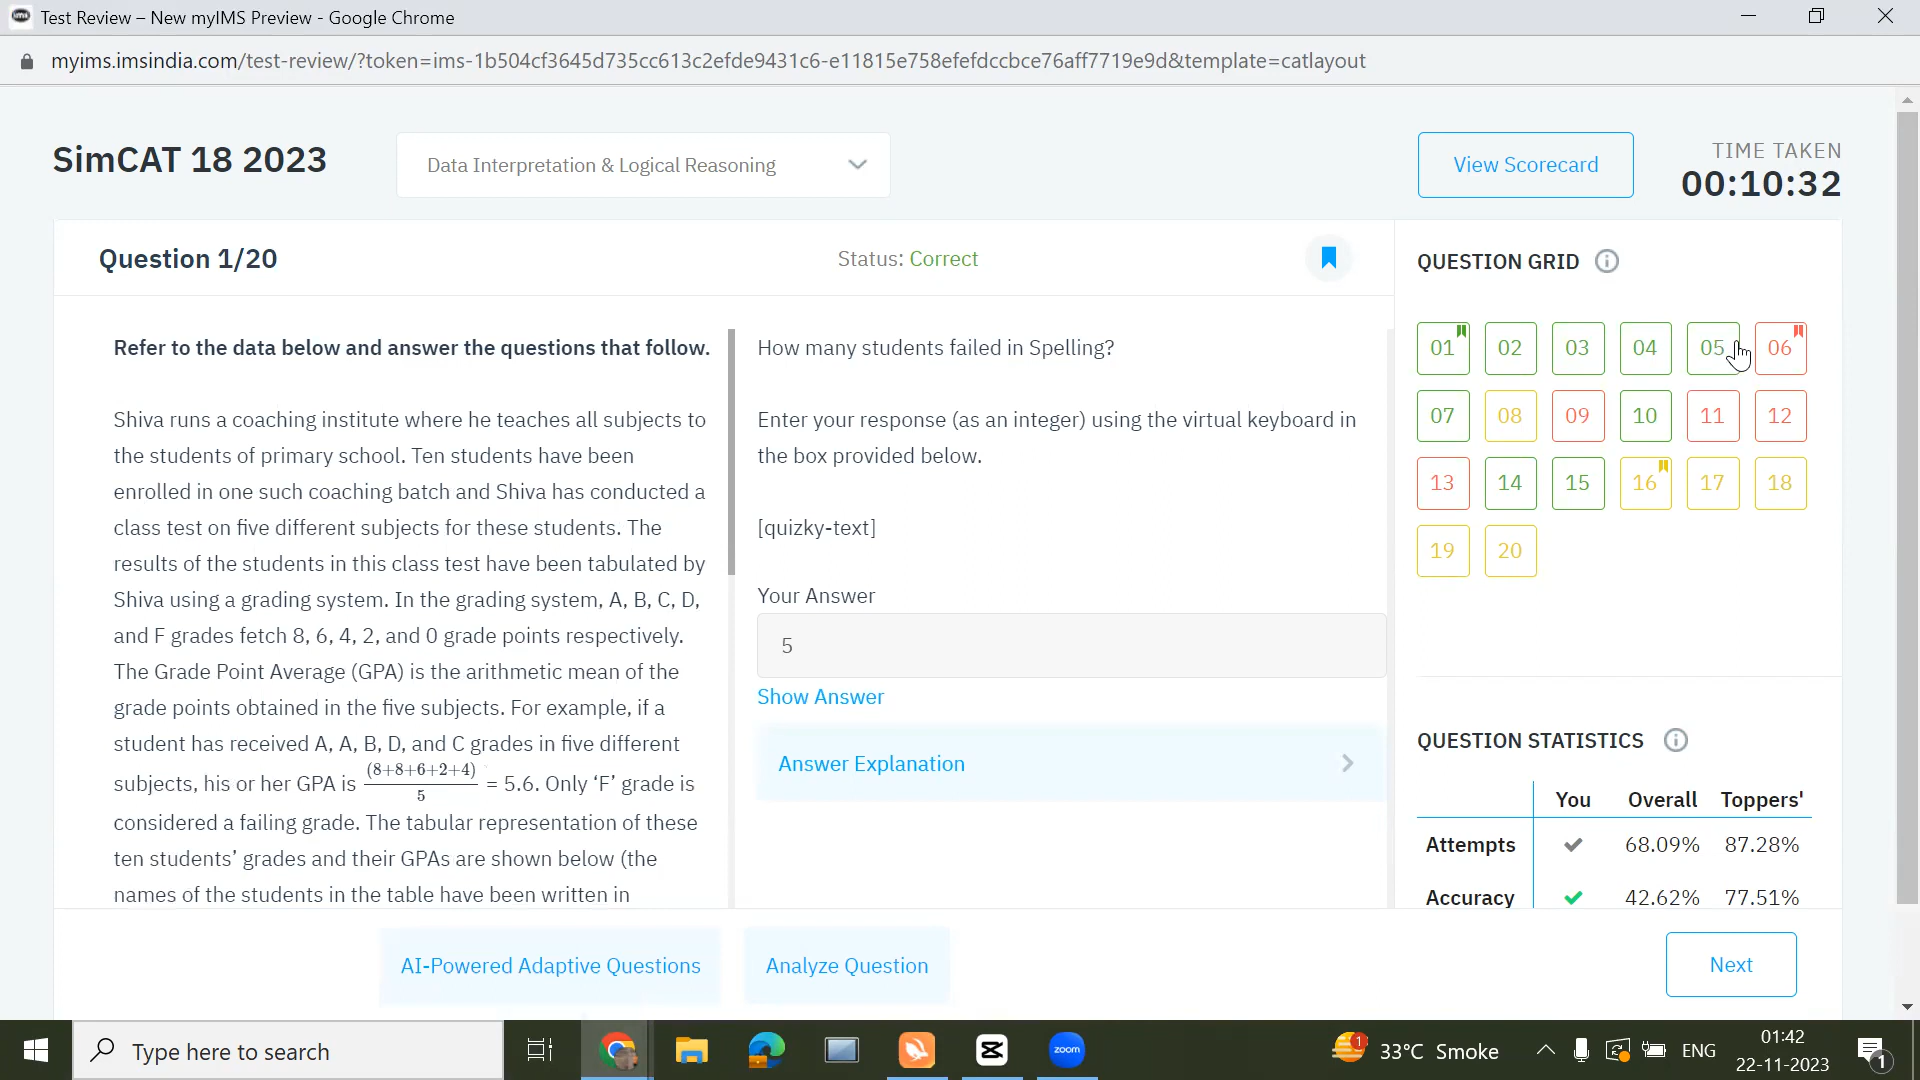 Test Review – New myIMS Preview - Google Chrome
myims.imsindia.com/test-review/?token=ims-1b504cf3645d735cc613c2efde9431c6-e11815e758efefdccbce76aff7719e9d&template=catlayout
SimCAT 18 2023
Data Interpretation & Logical Reasoning
View Scorecard
TIME TAKEN
00:10:32
Question 1/20
Status: Correct
Refer to the data below and answer the questions that follow.
Shiva runs a coaching institute where he teaches all subjects to
the students of primary school. Ten students have been
enrolled in one such coaching batch and Shiva has conducted a
class test on five different subjects for these students. The
results of the students in this class test have been tabulated by
Shiva using a grading system. In the grading system, A, B, C, D,
and F grades fetch 8, 6, 4, 2, and 0 grade points respectively.
The Grade Point Average (GPA) is the arithmetic mean of the
grade points obtained in the five subjects. For example, if a
student has received A, A, B, D, and C grades in five different
subjects, his or her GPA is (8+8+6+2+4)/5 = 5.6. Only ‘F’ grade is
considered a failing grade. The tabular representation of these
ten students’ grades and their GPAs are shown below (the
names of the students in the table have been written in
How many students failed in Spelling?
Enter your response (as an integer) using the virtual keyboard in
the box provided below.
[quizky-text]
Your Answer
5
Show Answer
Answer Explanation
QUESTION GRID
01 02 03 04 05 06
07 08 09 10 11 12
13 14 15 16 17 18
19 20
QUESTION STATISTICS
You Overall Toppers'
Attempts 68.09% 87.28%
Accuracy 42.62% 77.51%
AI-Powered Adaptive Questions
Analyze Question
Next
Type here to search
zoom
1
33°C Smoke
ENG
01:42
22-11-2023
1